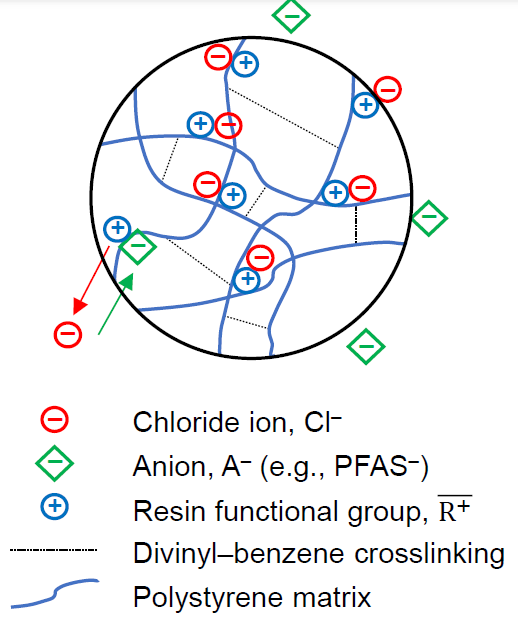 Chloride ion, Cl⁻
Anion, A⁻ (e.g., PFAS⁻)
Resin functional group, R̅⁺̅
Divinyl–benzene crosslinking
Polystyrene matrix